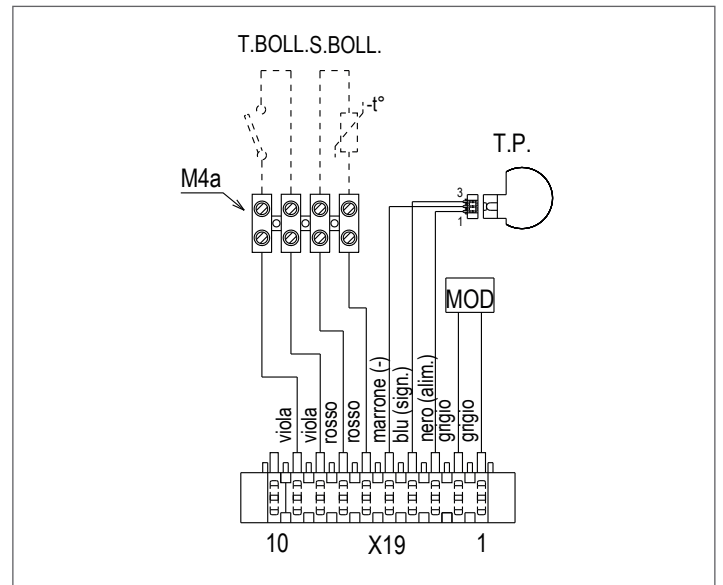 T.BOLL. S.BOLL.
-t°
T.P.
M4a
3
1
MOD
viola
viola
rosso
rosso
marrone (-)
blu (sign.)
nero (alim.)
grigio
grigio
10 X19 1